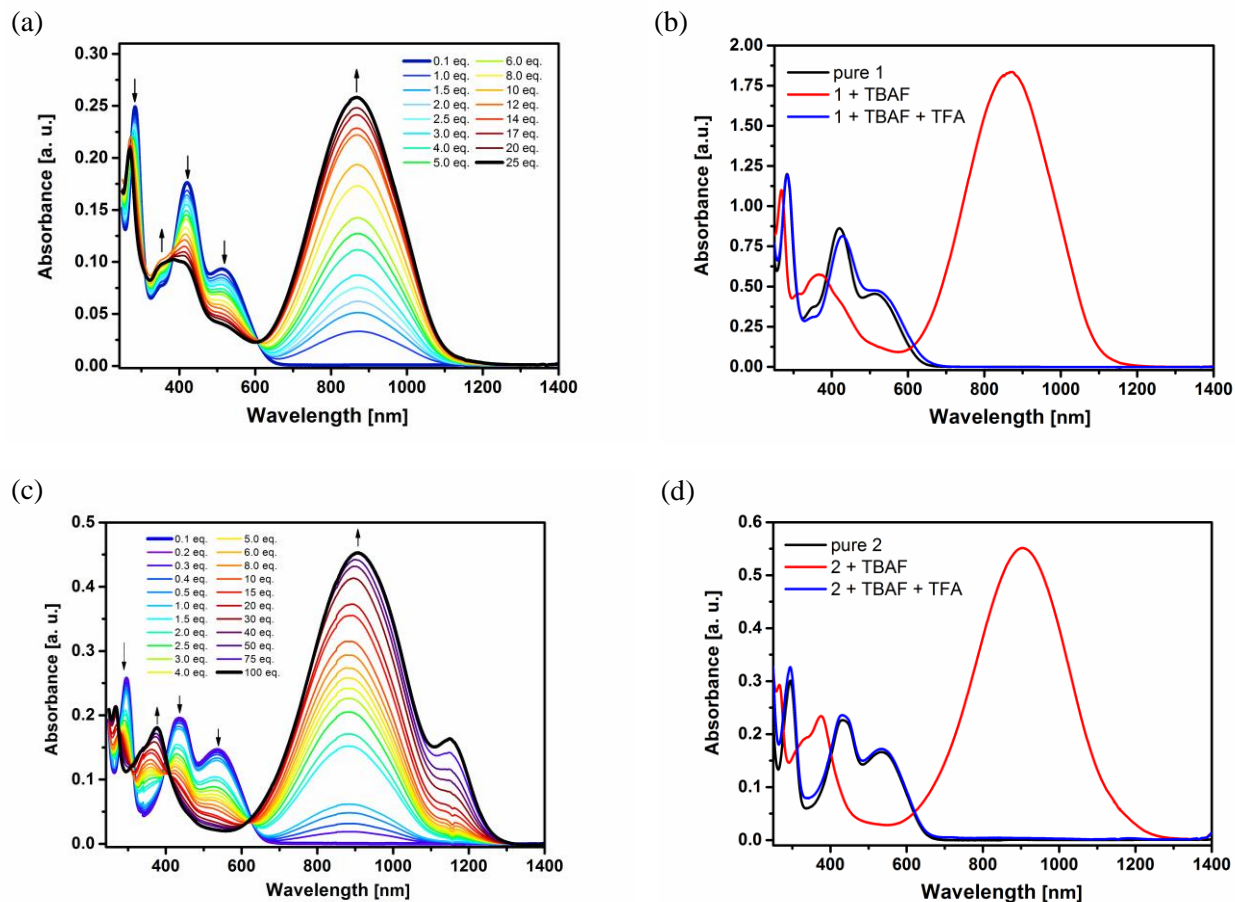 (a)
0.30
0.25
0.20
0.15
0.10
0.05
0.00
Absorbance [a. u.]
0.1 eq. 6.0 eq.
1.0 eq. 8.0 eq.
1.5 eq. 10 eq.
2.0 eq. 12 eq.
2.5 eq. 14 eq.
3.0 eq. 17 eq.
4.0 eq. 20 eq.
5.0 eq. 25 eq.
400 600 800 1000 1200 1400
Wavelength [nm]
(b)
2.00
1.75
1.50
1.25
1.00
0.75
0.50
0.25
0.00
Absorbance [a.u.]
pure 1
1 + TBAF
1 + TBAF + TFA
400 600 800 1000 1200 1400
Wavelength [nm]
(c)
0.5
0.4
0.3
0.2
0.1
0.0
Absorbance [a. u.]
0.1 eq. 5.0 eq.
0.2 eq. 6.0 eq.
0.3 eq. 8.0 eq.
0.4 eq. 10 eq.
0.5 eq. 15 eq.
1.0 eq. 20 eq.
1.5 eq. 30 eq.
2.0 eq. 40 eq.
2.5 eq. 50 eq.
3.0 eq. 75 eq.
4.0 eq. 100 eq.
400 600 800 1000 1200 1400
Wavelength [nm]
(d)
0.6
0.5
0.4
0.3
0.2
0.1
0.0
Absorbance [a. u.]
pure 2
2 + TBAF
2 + TBAF + TFA
400 600 800 1000 1200 1400
Wavelength [nm]